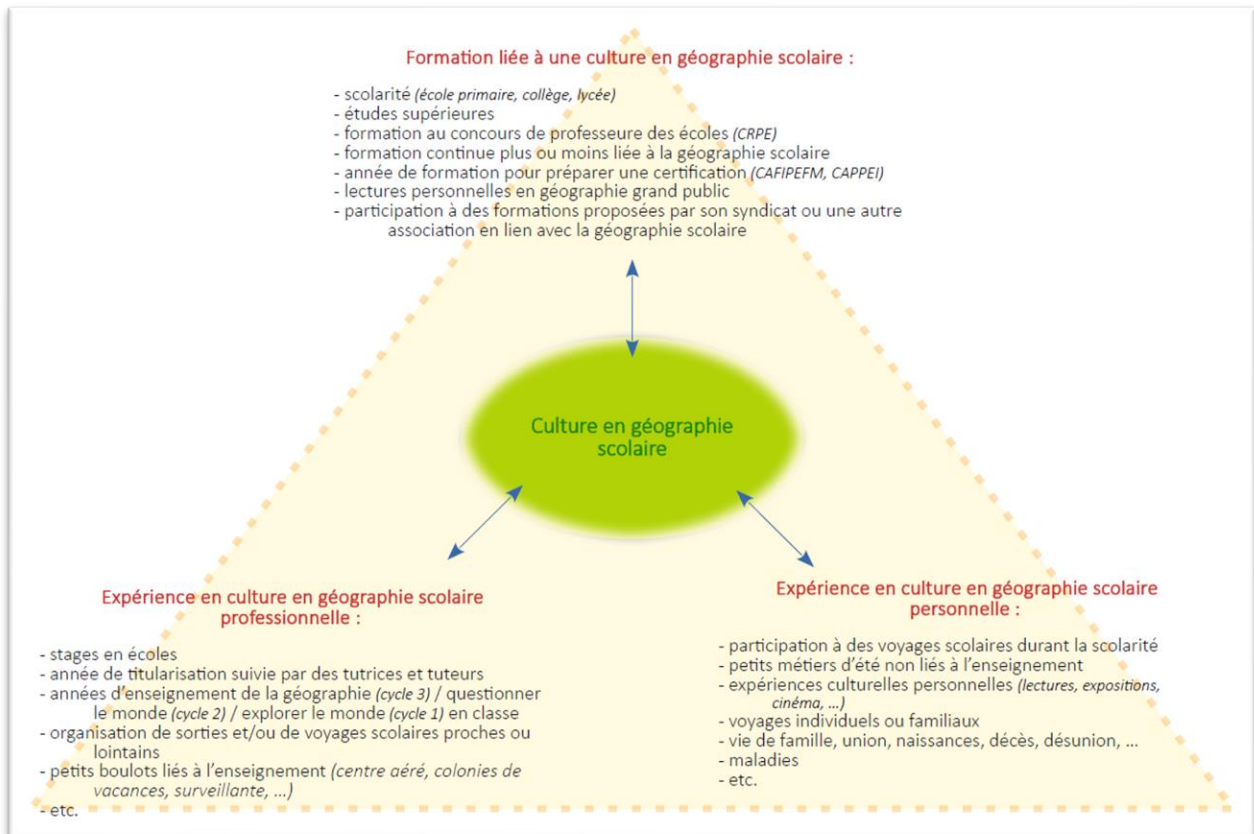 Formation liée à une culture en géographie scolaire :
- scolarité (école primaire, collège, lycée)
- études supérieures
- formation au concours de professeure des écoles (CRPE)
- formation continue plus ou moins liée à la géographie scolaire
- année de formation pour préparer une certification (CAFIPEFM, CAPPEI)
- lectures personnelles en géographie grand public
- participation à des formations proposées par son syndicat ou une autre
association en lien avec la géographie scolaire
Culture en géographie
scolaire
Expérience en culture en géographie scolaire
professionnelle :
- stages en écoles
- année de titularisation suivie par des tutrices et tuteurs
- années d'enseignement de la géographie (cycle 3) / questionner
le monde (cycle 2) / explorer le monde (cycle 1) en classe
- organisation de sorties et/ou de voyages scolaires proches ou
lointains
- petits boulots liés à l'enseignement (centre aéré, colonies de
vacances, surveillante, ...)
- etc.
Expérience en culture en géographie scolaire
personnelle :
- participation à des voyages scolaires durant la scolarité
- petits métiers d'été non liés à l'enseignement
- expériences culturelles personnelles (lectures, expositions,
cinéma, ...)
- voyages individuels ou familiaux
- vie de famille, union, naissances, décès, désunion, ...
- maladies
- etc.